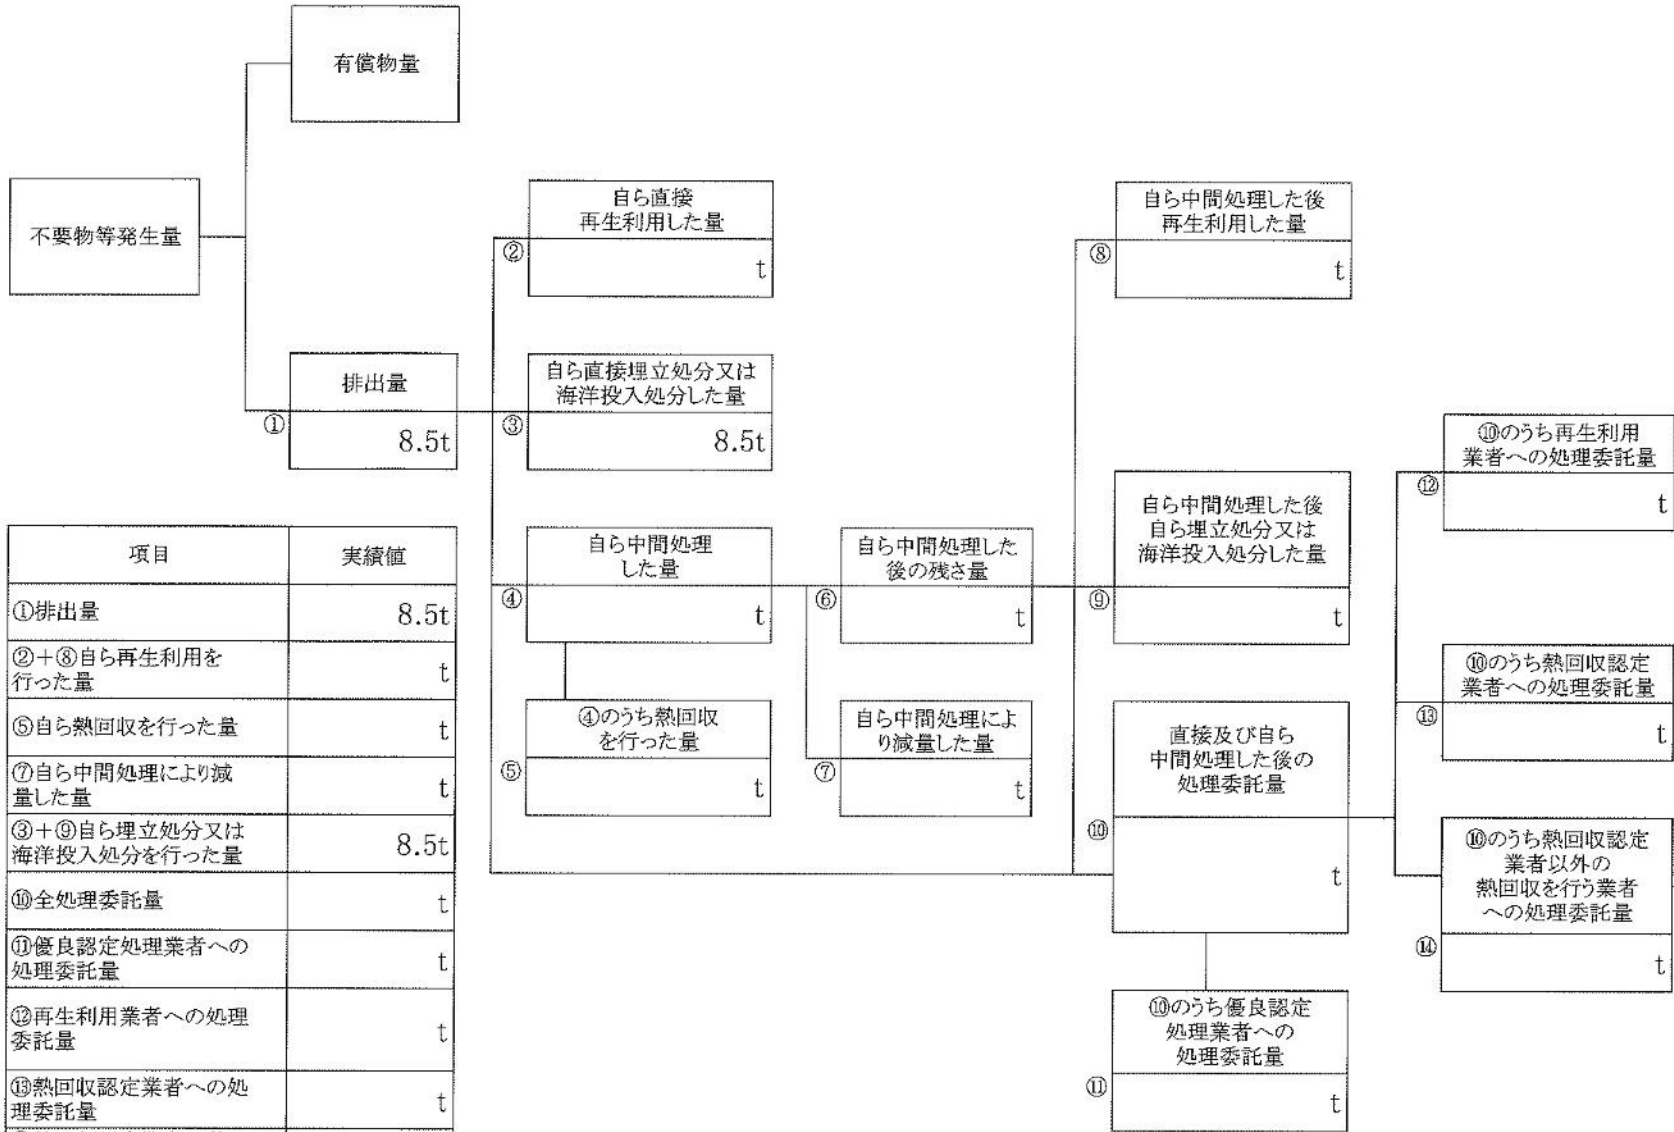 有償物量
不要物等発生量
排出量
①
8.5t
自ら直接
再生利用した量
②
t
自ら直接埋立処分又は
海洋投入処分した量
③
8.5t
自ら中間処理
した量
④
t
④のうち熱回収
を行った量
⑤
t
自ら中間処理した
後の残さ量
⑥
t
自ら中間処理によ
り減量した量
⑦
t
自ら中間処理した後
再生利用した量
⑧
t
自ら中間処理した後
自ら埋立処分又は
海洋投入処分した量
⑨
t
直接及び自ら
中間処理した後の
処理委託量
⑩
t
⑩のうち優良認定
処理業者への
処理委託量
⑪
t
⑩のうち再生利用
業者への処理委託量
⑫
t
⑩のうち熱回収認定
業者への処理委託量
⑬
t
⑩のうち熱回収認定
業者以外の
熱回収を行う業者
への処理委託量
⑭
t
項目 実績値
①排出量 8.5t
②+⑧自ら再生利用を
行った量 t
⑤自ら熱回収を行った量 t
⑦自ら中間処理により減
量した量 t
③+⑨自ら埋立処分又は
海洋投入処分を行った量 8.5t
⑩全処理委託量 t
⑪優良認定処理業者への
処理委託量 t
⑫再生利用業者への処理
委託量 t
⑬熱回収認定業者への処
理委託量 t